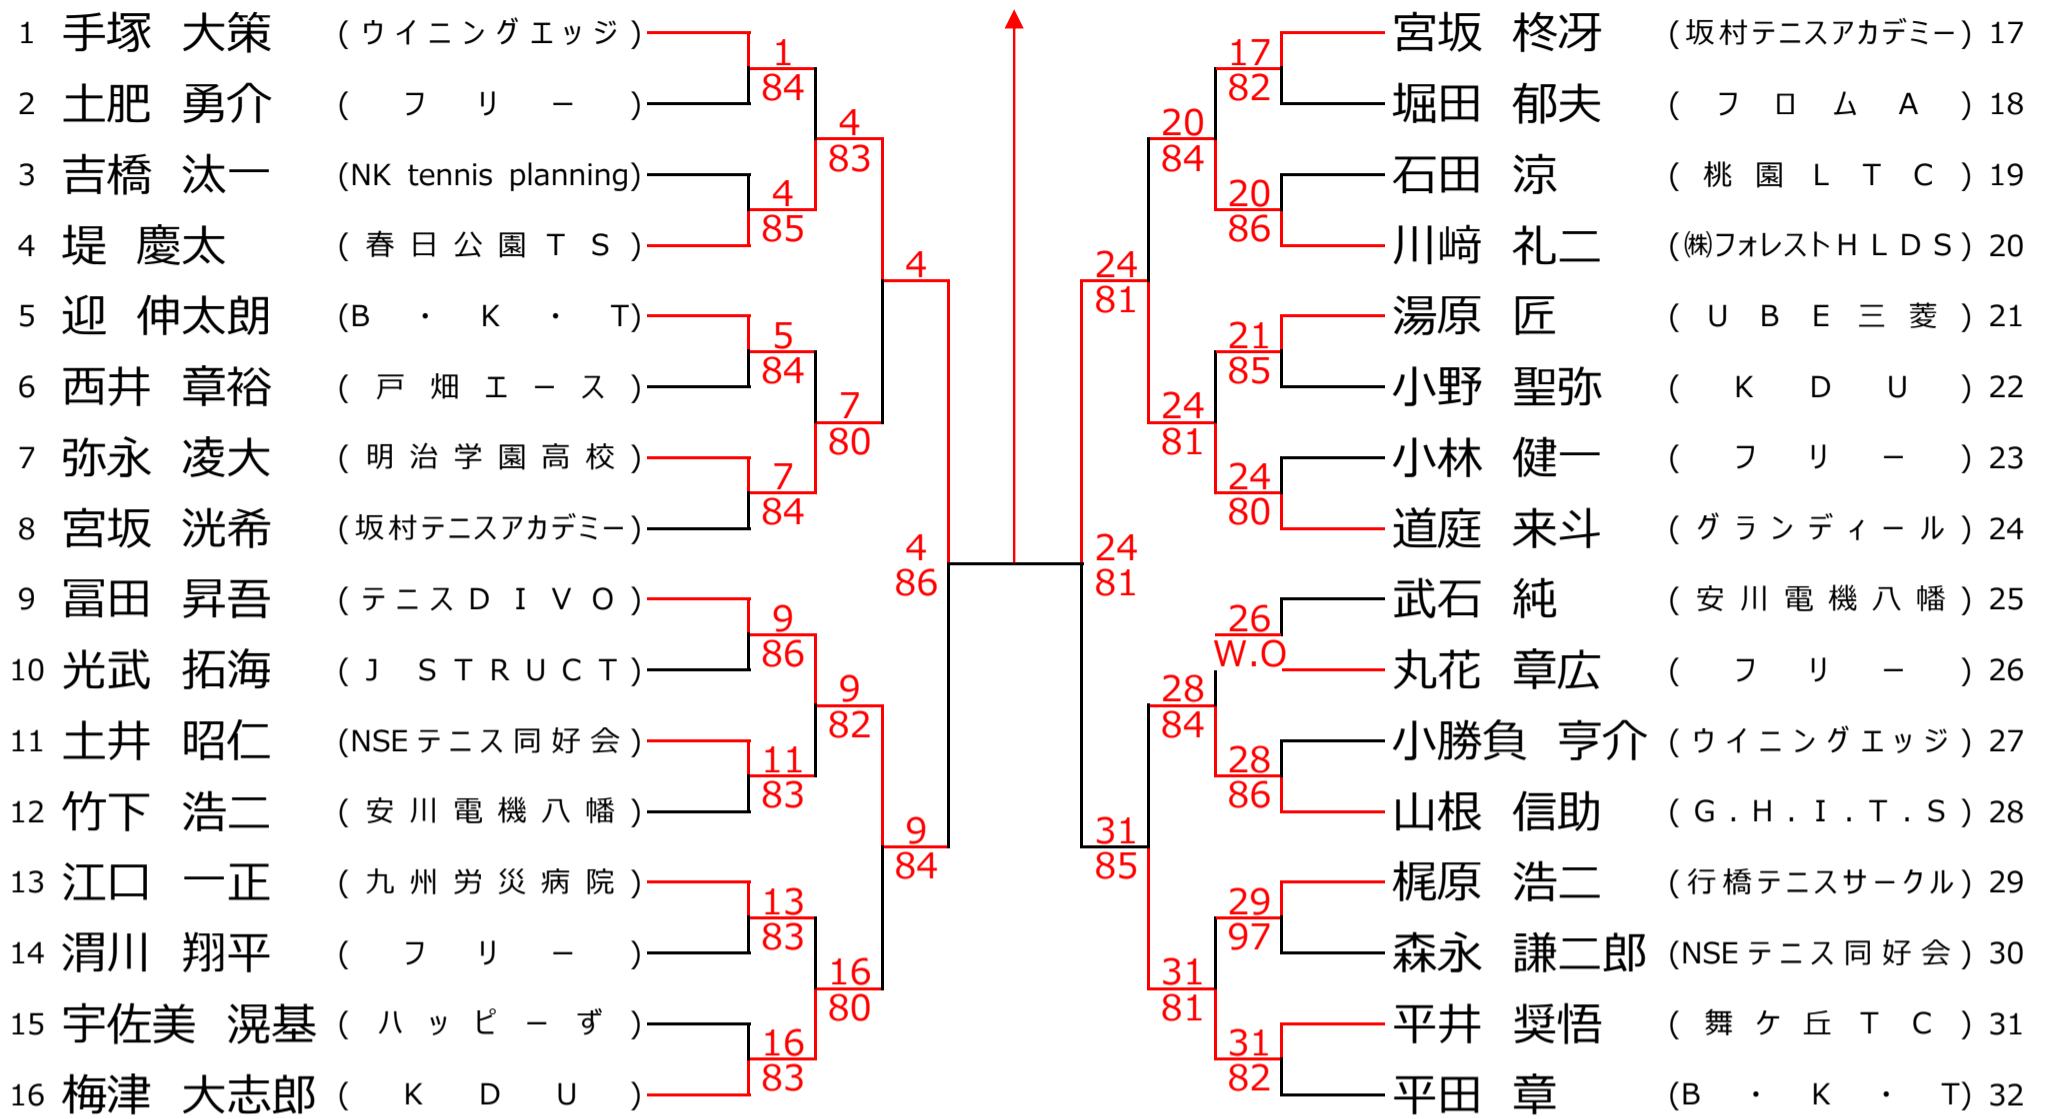 1 手塚 大策 (ウイニングエッジ)
2 土肥 勇介 (フリー)
3 吉橋 汰一 (NK tennis planning)
4 堤 慶太 (春日公園TS)
5 迎 伸太朗 (B・K・T)
6 西井 章裕 (戸畑エース)
7 弥永 凌大 (明治学園高校)
8 宮坂 洸希 (坂村テニスアカデミー)
9 冨田 昇吾 (テニスDIVO)
10 光武 拓海 (J STRUCT)
11 土井 昭仁 (NSEテニス同好会)
12 竹下 浩二 (安川電機八幡)
13 江口 一正 (九州労災病院)
14 渭川 翔平 (フリー)
15 宇佐美 滉基 (ハッピーず)
16 梅津 大志郎 (KDU)
1
84
4
85
5
84
7
84
9
86
11
83
13
83
16
83
4
83
7
80
9
82
16
80
4
9
84
4
86
24
81
24
81
31
85
20
84
24
81
28
84
31
81
17
82
20
86
21
85
24
80
26
W.O
28
86
29
97
31
82
宮坂 柊冴 (坂村テニスアカデミー) 17
堀田 郁夫 (フロムA) 18
石田 涼 (桃園LTC) 19
川﨑 礼二 (㈱フォレストHLDS) 20
湯原 匠 (UBE三菱) 21
小野 聖弥 (KDU) 22
小林 健一 (フリー) 23
道庭 来斗 (グランディール) 24
武石 純 (安川電機八幡) 25
丸花 章広 (フリー) 26
小勝負 亨介 (ウイニングエッジ) 27
山根 信助 (G.H.I.T.S) 28
梶原 浩二 (行橋テニスサークル) 29
森永 謙二郎 (NSEテニス同好会) 30
平井 奨悟 (舞ケ丘TC) 31
平田 章 (B・K・T) 32